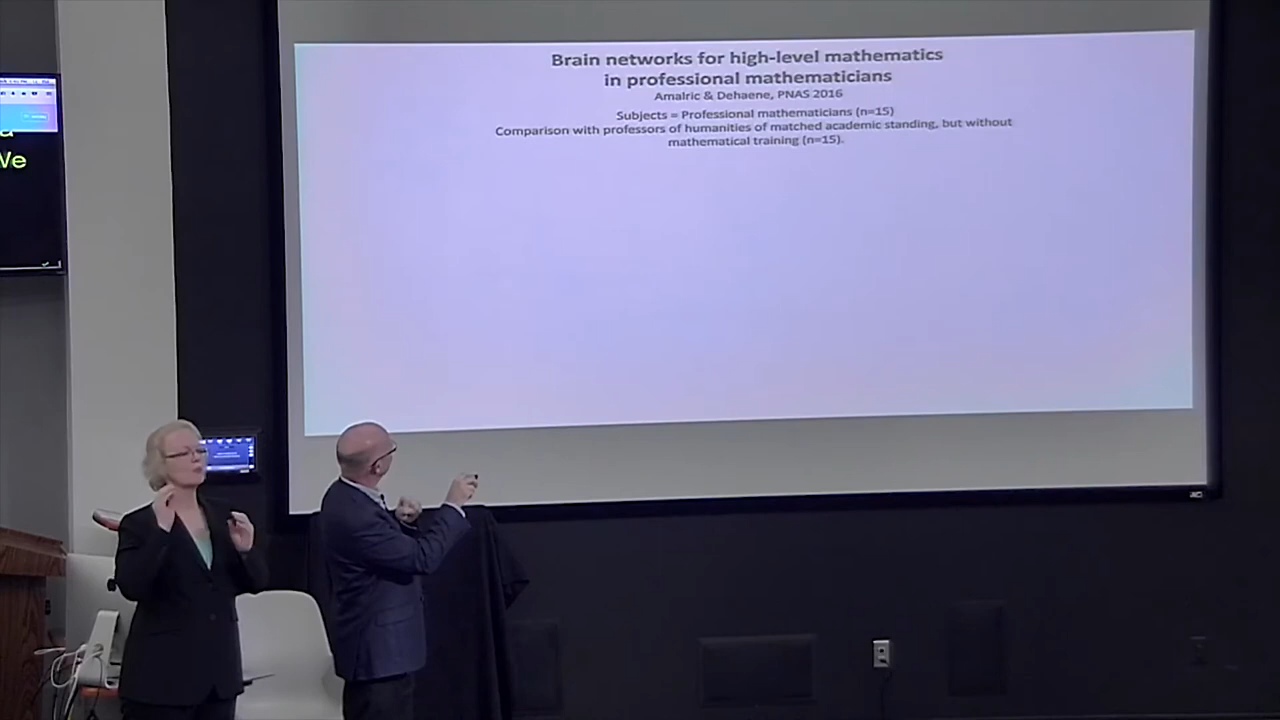 Brain networks for high-level mathematics
in professional mathematicians
Amalric & Dehaene, PNAS 2016
Subjects = Professional mathematicians (n=15)
Comparison with professors of humanities of matched academic standing, but without
mathematical training (n=15).
We